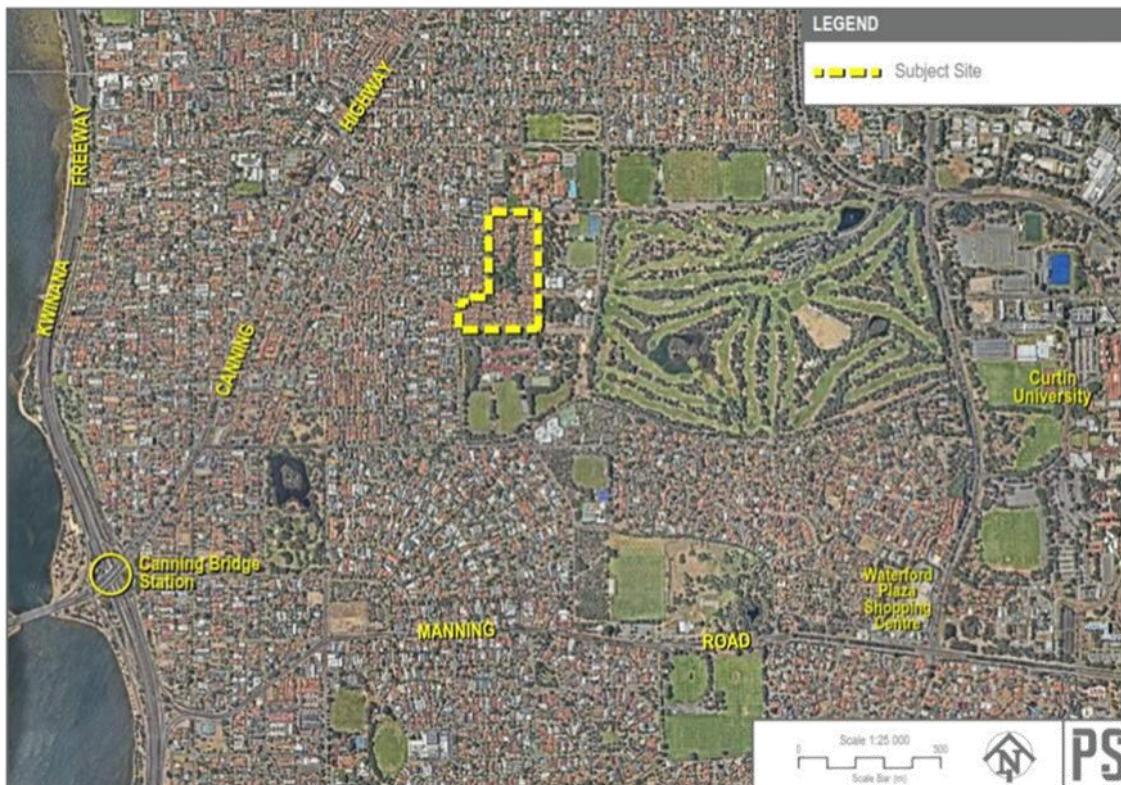 LEGEND
Subject Site
HIGHWAY
FREEWAY
KWINANA
CANNING
Curtin
University
Canning Bridge
Station
Waterford
Plaza
Shopping
Centre
MANNING
ROAD
Scale 1:25 000
0
500
Scale Bar (m)
N
PS